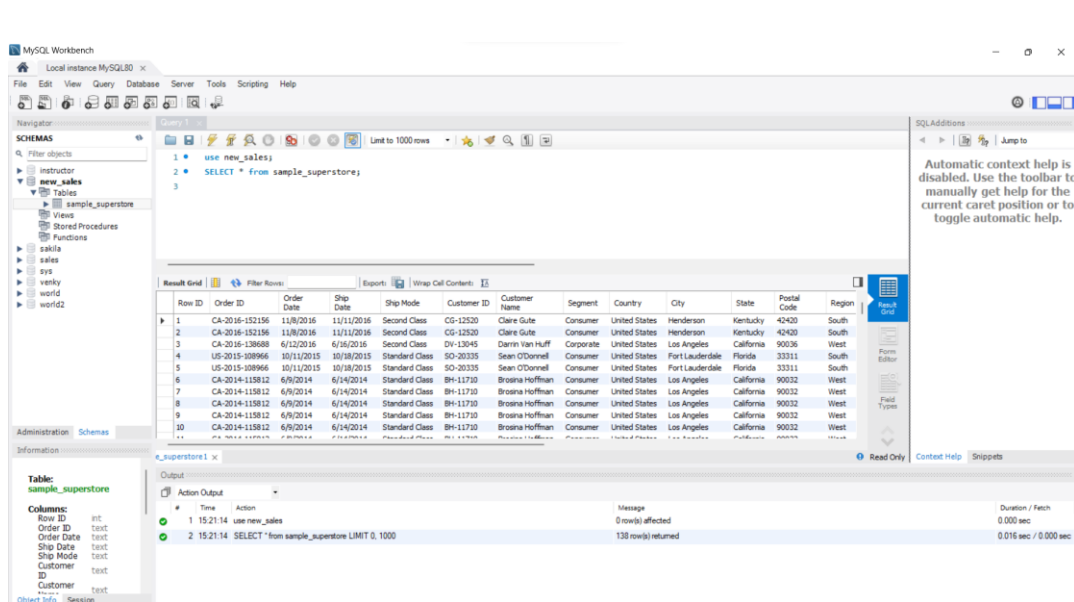 MySQL Workbench
Local instance MySQL80
File Edit View Query Database Server Tools Scripting Help
Navigator
SCHEMAS
Filter objects
instructor
new_sales
Tables
sample_superstore
Views
Stored Procedures
Functions
sakila
sales
sys
venky
world
world2
Administration Schemas
Query 1
Limit to 1000 rows
1 use new_sales;
2 SELECT * from sample_superstore;
3
SQLAdditions
Jump to
Automatic context help is
disabled. Use the toolbar to
manually get help for the
current caret position or to
toggle automatic help.
Result Grid Filter Rows: Export: Wrap Cell Content:
Row ID Order ID Order Date Ship Date Ship Mode Customer ID Customer Name Segment Country City State Postal Code Region
1 CA-2016-152156 11/8/2016 11/11/2016 Second Class CG-12520 Claire Gute Consumer United States Henderson Kentucky 42420 South
2 CA-2016-152156 11/8/2016 11/11/2016 Second Class CG-12520 Claire Gute Consumer United States Henderson Kentucky 42420 South
3 CA-2016-138688 6/12/2016 6/16/2016 Second Class DV-13045 Darrin Van Huff Corporate United States Los Angeles California 90036 West
4 US-2015-108966 10/11/2015 10/18/2015 Standard Class SO-20335 Sean O'Donnell Consumer United States Fort Lauderdale Florida 33311 South
5 US-2015-108966 10/11/2015 10/18/2015 Standard Class SO-20335 Sean O'Donnell Consumer United States Fort Lauderdale Florida 33311 South
6 CA-2014-115812 6/9/2014 6/14/2014 Standard Class BH-11710 Brosina Hoffman Consumer United States Los Angeles California 90032 West
7 CA-2014-115812 6/9/2014 6/14/2014 Standard Class BH-11710 Brosina Hoffman Consumer United States Los Angeles California 90032 West
8 CA-2014-115812 6/9/2014 6/14/2014 Standard Class BH-11710 Brosina Hoffman Consumer United States Los Angeles California 90032 West
9 CA-2014-115812 6/9/2014 6/14/2014 Standard Class BH-11710 Brosina Hoffman Consumer United States Los Angeles California 90032 West
10 CA-2014-115812 6/9/2014 6/14/2014 Standard Class BH-11710 Brosina Hoffman Consumer United States Los Angeles California 90032 West
Result
Grid
Form
Editor
Field
Types
e_superstore1
Read Only
Context Help Snippets
Information
Table:
sample_superstore
Columns:
Row ID int
Order ID text
Order Date text
Ship Date text
Ship Mode text
Customer
ID text
Customer
text
Object Info Session
Output
Action Output
# Time Action Message Duration / Fetch
1 15:21:14 use new_sales 0 row(s) affected 0.000 sec
2 15:21:14 SELECT * from sample_superstore LIMIT 0, 1000 138 row(s) returned 0.016 sec / 0.000 sec